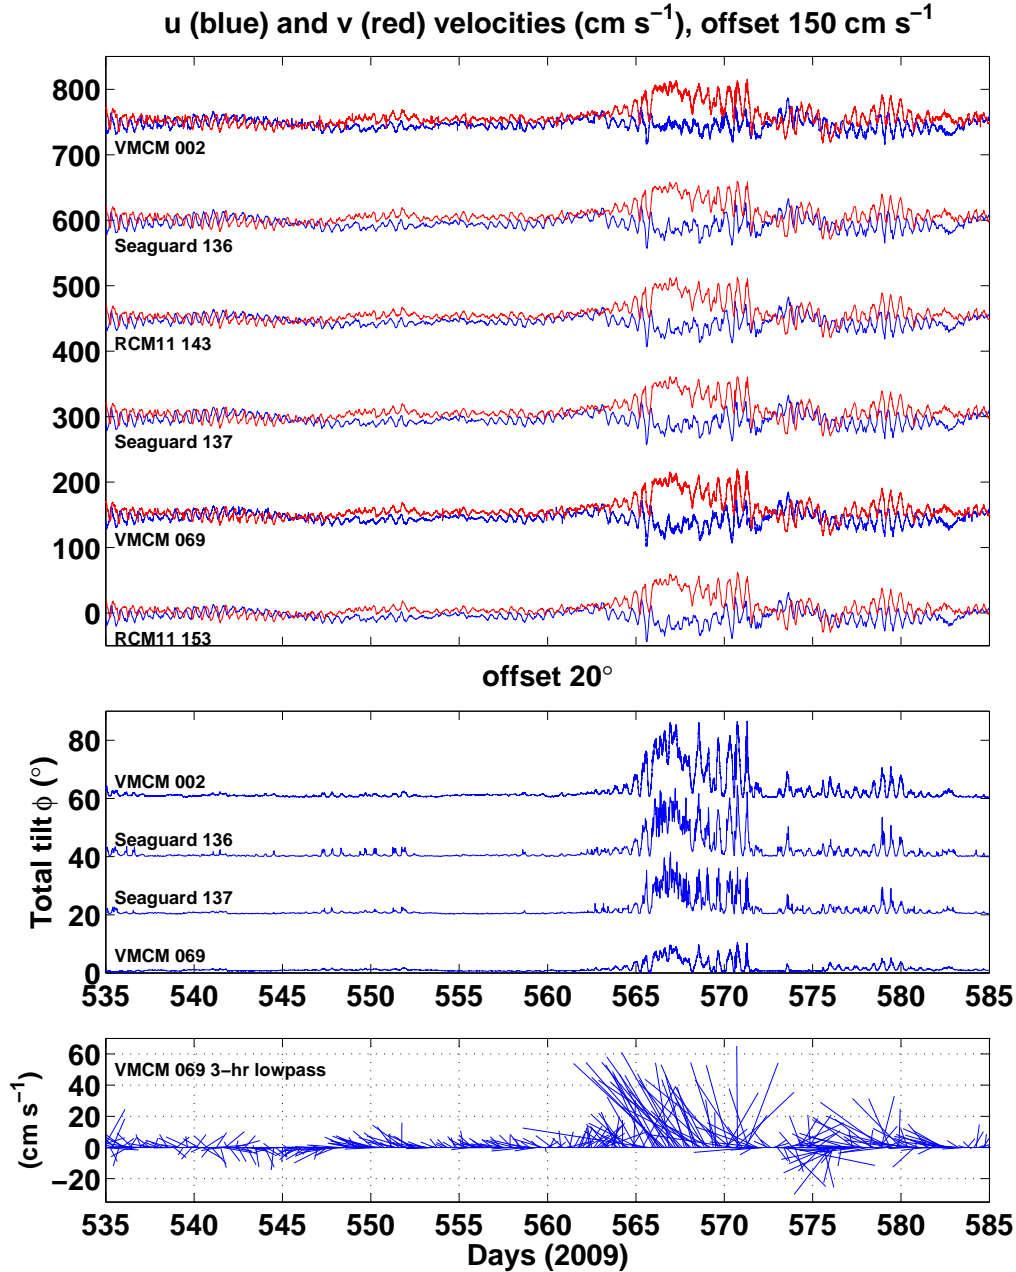 u (blue) and v (red) velocities (cm s−1), offset 150 cm s−1
800
VMCM 002
700
600
Seaguard 136
500
RCM11 143
400
300
Seaguard 137
200
VMCM 069
100
0
RCM11 153
offset 20°
Total tilt ϕ (°)
80
VMCM 002
60
Seaguard 136
40
Seaguard 137
20
VMCM 069
0
535 540 545 550 555 560 565 570 575 580 585
(cm s−1)
60
VMCM 069 3−hr lowpass
40
20
0
−20
535 540 545 550 555 560 565 570 575 580 585
Days (2009)